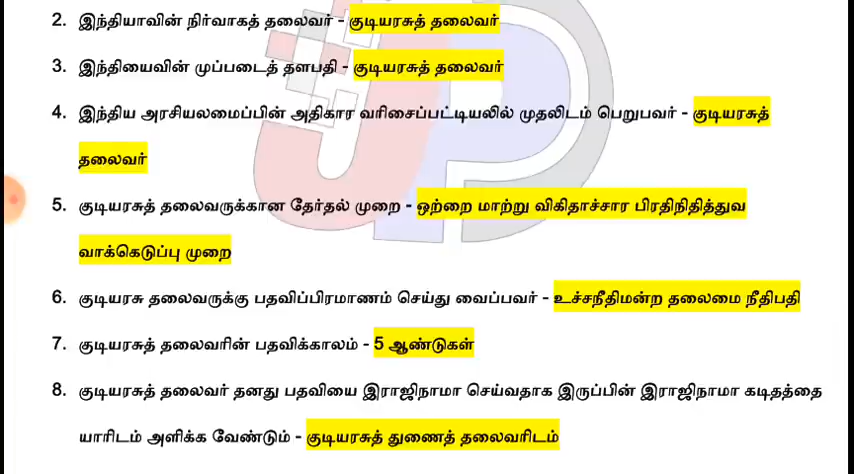 2. இந்தியாவின் நிர்வாகத் தலைவர் - குடியரசுத் தலைவர்
3. இந்தியைவின் முப்படைத் தளபதி - குடியரசுத் தலைவர்
4. இந்திய அரசியலமைப்பின் அதிகார வரிசைப்பட்டியலில் முதலிடம் பெறுபவர் - குடியரசுத்
தலைவர்
5. குடியரசுத் தலைவருக்கான தேர்தல் முறை - ஒற்றை மாற்று விகிதாச்சார பிரதிநிதித்துவ
வாக்கெடுப்பு முறை
6. குடியரசு தலைவருக்கு பதவிப்பிரமாணம் செய்து வைப்பவர் - உச்சநீதிமன்ற தலைமை நீதிபதி
7. குடியரசுத் தலைவரின் பதவிக்காலம் - 5 ஆண்டுகள்
8. குடியரசுத் தலைவர் தனது பதவியை இராஜிநாமா செய்வதாக இருப்பின் இராஜிநாமா கடிதத்தை
யாரிடம் அளிக்க வேண்டும் - குடியரசுத் துணைத் தலைவரிடம்